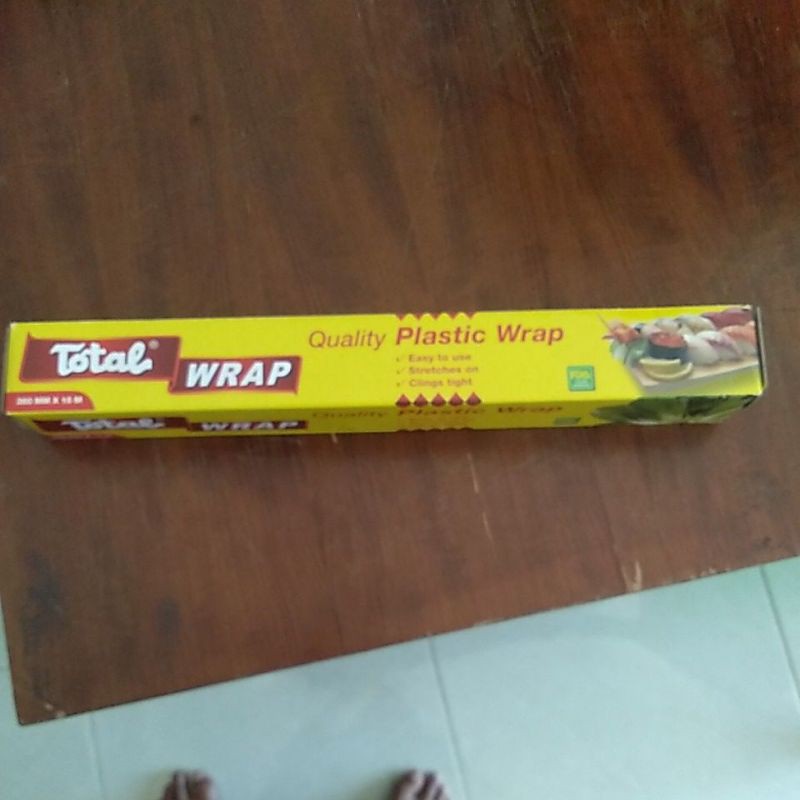 Total®
WRAP
Quality Plastic Wrap
✓ Easy to use
✓ Stretches on
✓ Clings tight
Total
WRAP
Quality Plastic Wrap